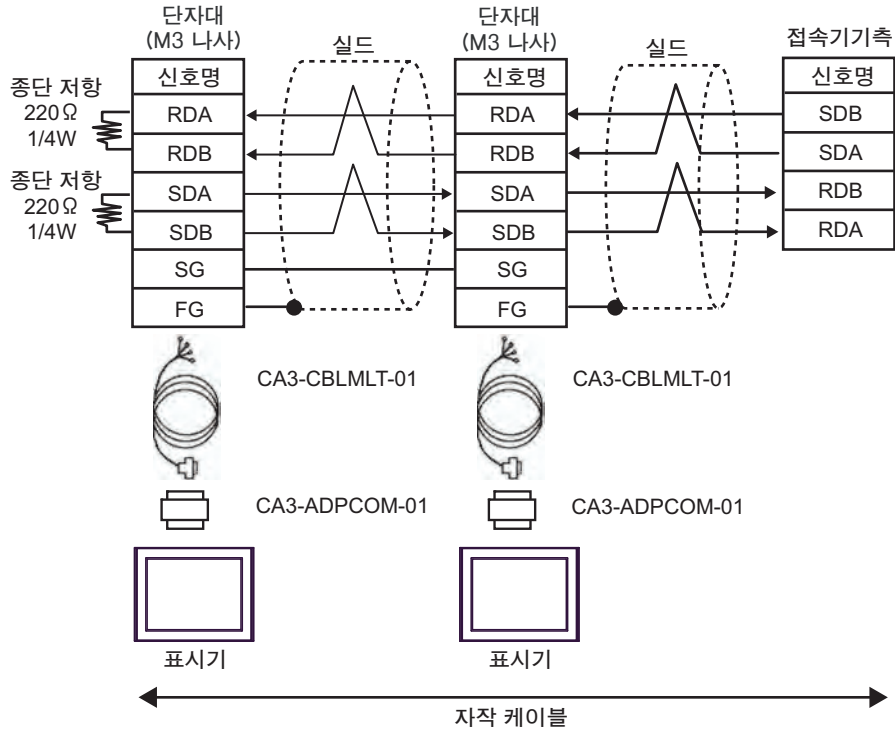 단자대
(M3 나사)
실드
단자대
(M3 나사)
실드
접속기기측
종단 저항
220Ω
1/4W
종단 저항
220Ω
1/4W
신호명
RDA
RDB
SDA
SDB
SG
FG
신호명
RDA
RDB
SDA
SDB
SG
FG
신호명
SDB
SDA
RDB
RDA
CA3-CBLMLT-01
CA3-CBLMLT-01
CA3-ADPCOM-01
CA3-ADPCOM-01
표시기
표시기
자작 케이블